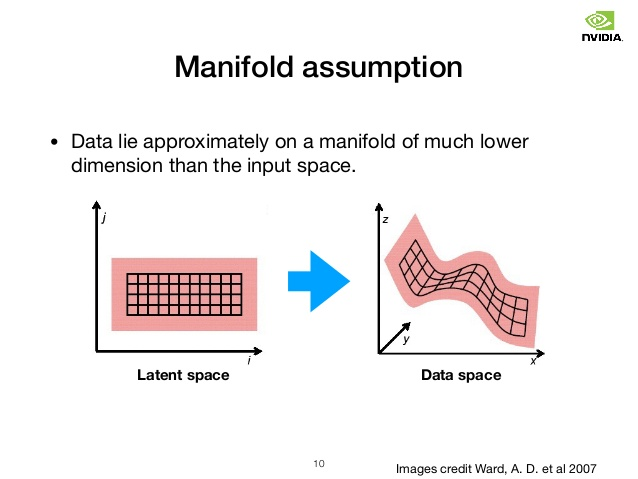 NVIDIA.
Manifold assumption
• Data lie approximately on a manifold of much lower
dimension than the input space.
j
i
Latent space
z
y
x
Data space
10
Images credit Ward, A. D. et al 2007